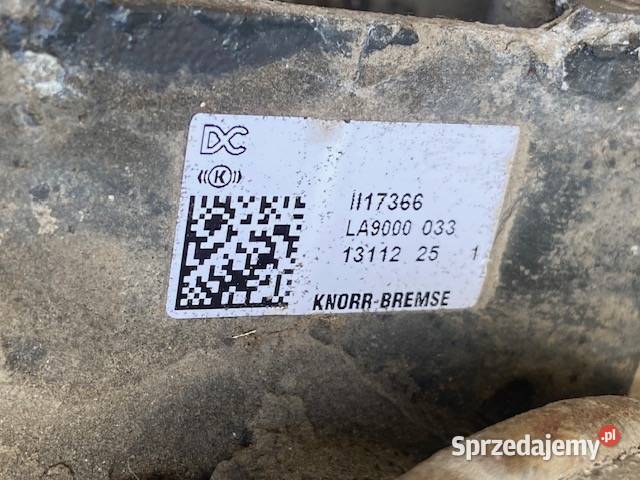 DC
((K))
II17366
LA9000 033
13112 25 1
KNORR-BREMSE
Sprzedajemy.pl